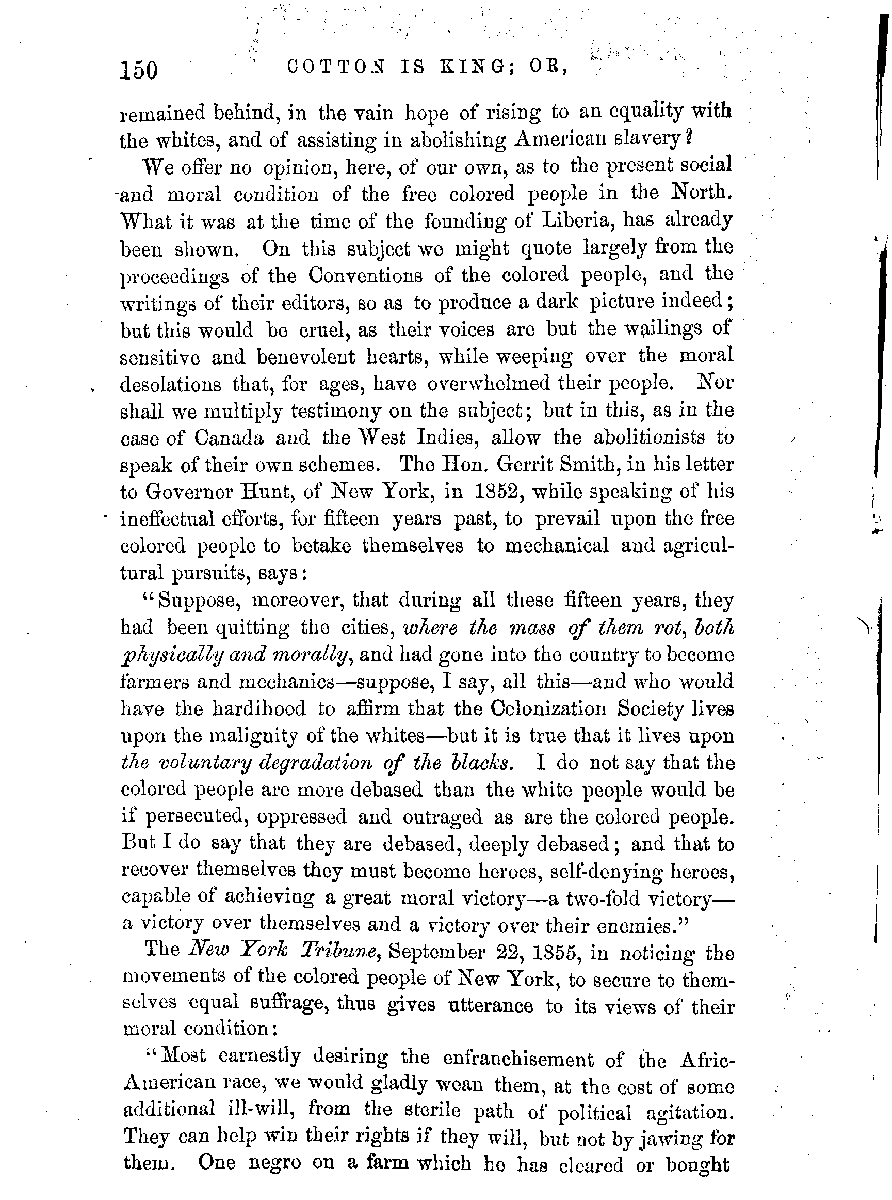 150 COTTON IS KING; OR,
remained behind, in the vain hope of rising to an equality with
the whites, and of assisting in abolishing American slavery?
We offer no opinion, here, of our own, as to the present social
and moral condition of the free colored people in the North.
What it was at the time of the founding of Liberia, has already
been shown. On this subject we might quote largely from the
proceedings of the Conventions of the colored people, and the
writings of their editors, so as to produce a dark picture indeed;
but this would be cruel, as their voices are but the wailings of
sensitive and benevolent hearts, while weeping over the moral
desolations that, for ages, have overwhelmed their people. Nor
shall we multiply testimony on the subject; but in this, as in the
case of Canada and the West Indies, allow the abolitionists to
speak of their own schemes. The Hon. Gerrit Smith, in his letter
to Governor Hunt, of New York, in 1852, while speaking of his
ineffectual efforts, for fifteen years past, to prevail upon the free
colored people to betake themselves to mechanical and agricul-
tural pursuits, says:
"Suppose, moreover, that during all these fifteen years, they
had been quitting the cities, where the mass of them rot, both
physically and morally, and had gone into the country to become
farmers and mechanics—suppose, I say, all this—and who would
have the hardihood to affirm that the Colonization Society lives
upon the malignity of the whites—but it is true that it lives upon
the voluntary degradation of the blacks. I do not say that the
colored people are more debased than the white people would be
if persecuted, oppressed and outraged as are the colored people.
But I do say that they are debased, deeply debased; and that to
recover themselves they must become heroes, self-denying heroes,
capable of achieving a great moral victory—a two-fold victory—
a victory over themselves and a victory over their enemies."
The New York Tribune, September 22, 1855, in noticing the
movements of the colored people of New York, to secure to them-
selves equal suffrage, thus gives utterance to its views of their
moral condition:
"Most earnestly desiring the enfranchisement of the Afric-
American race, we would gladly wean them, at the cost of some
additional ill-will, from the sterile path of political agitation.
They can help win their rights if they will, but not by jawing for
them. One negro on a farm which he has cleared or bought